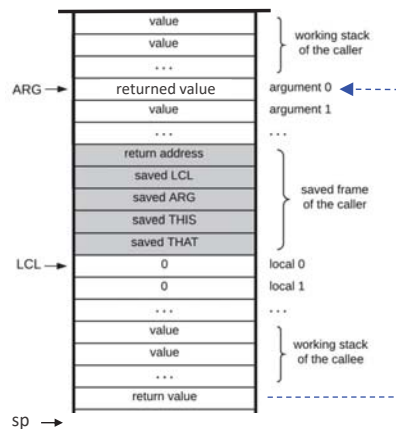 value
value
...
working stack
of the caller
ARG
returned value
argument 0
value
argument 1
...
...
return address
saved LCL
saved ARG
saved THIS
saved THAT
saved frame
of the caller
LCL
0
local 0
0
local 1
...
...
value
value
...
working stack
of the callee
return value
sp